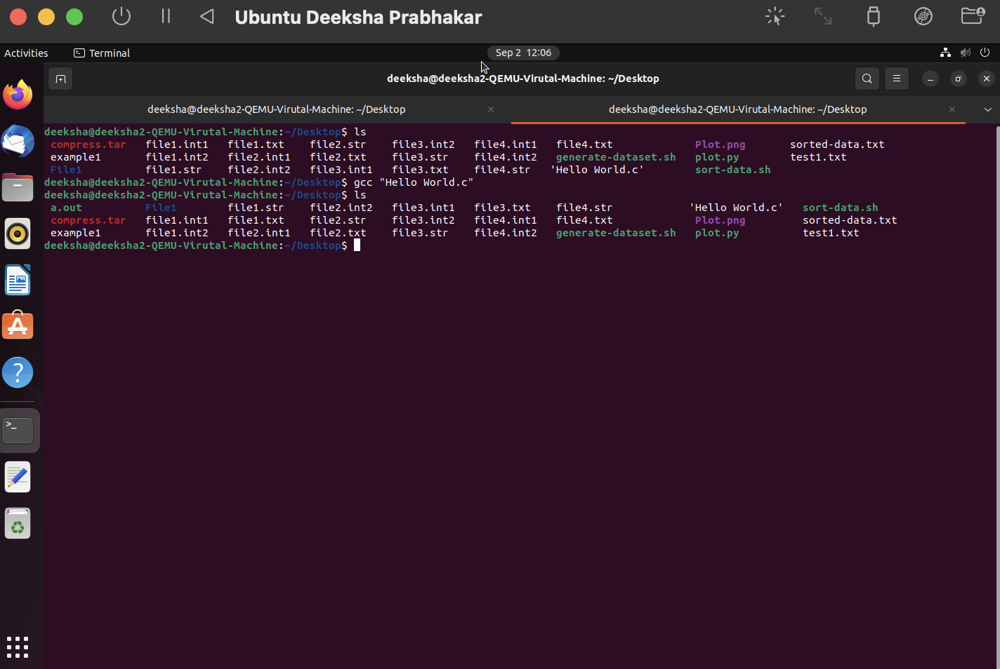 Ubuntu Deeksha Prabhakar
Activities Terminal Sep 2 12:06
deeksha@deeksha2-QEMU-Virutal-Machine: ~/Desktop
deeksha@deeksha2-QEMU-Virutal-Machine: ~/Desktop deeksha@deeksha2-QEMU-Virutal-Machine: ~/Desktop
deeksha@deeksha2-QEMU-Virutal-Machine:~/Desktop$ ls
compress.tar file1.int1 file1.txt file2.str file3.int2 file4.int1 file4.txt Plot.png sorted-data.txt
example1 file1.int2 file2.int1 file2.txt file3.str file4.int2 generate-dataset.sh plot.py test1.txt
File1 file1.str file2.int2 file3.int1 file3.txt file4.str 'Hello World.c' sort-data.sh
deeksha@deeksha2-QEMU-Virutal-Machine:~/Desktop$ gcc "Hello World.c"
deeksha@deeksha2-QEMU-Virutal-Machine:~/Desktop$ ls
a.out File1 file1.str file2.int2 file3.int1 file3.txt file4.str 'Hello World.c' sort-data.sh
compress.tar file1.int1 file1.txt file2.str file3.int2 file4.int1 file4.txt Plot.png sorted-data.txt
example1 file1.int2 file2.int1 file2.txt file3.str file4.int2 generate-dataset.sh plot.py test1.txt
deeksha@deeksha2-QEMU-Virutal-Machine:~/Desktop$